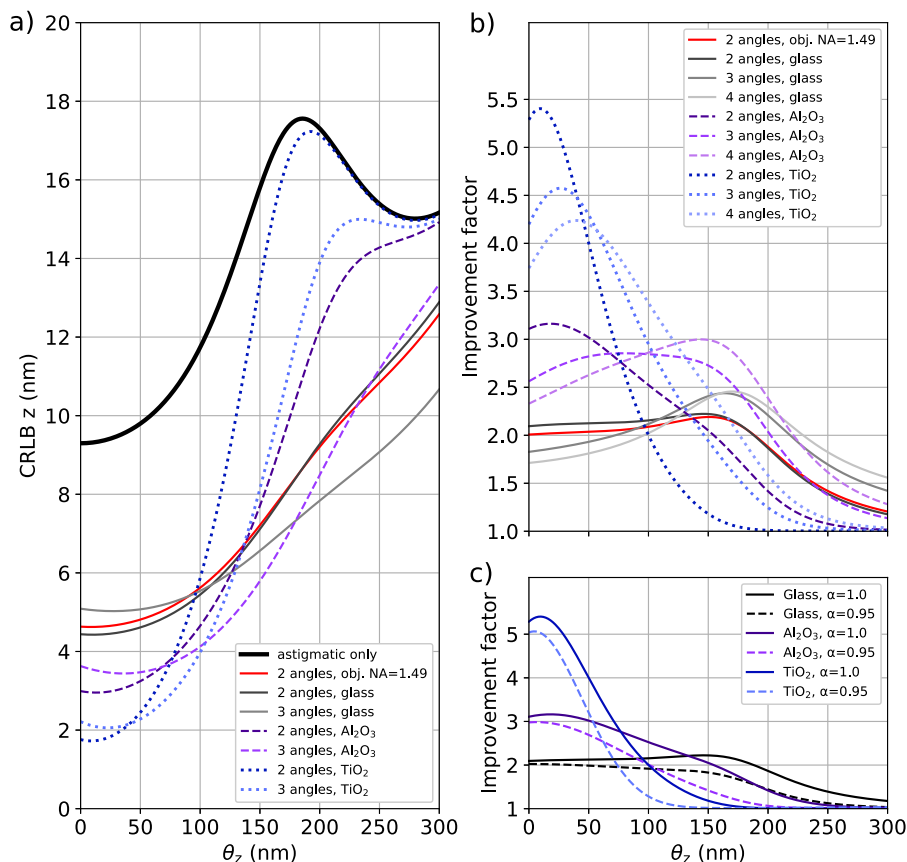 a)
20
18
16
14
12
10
8
6
4
2
0
CRLB z (nm)
0
50
100
150
200
250
300
θz (nm)
astigmatic only
2 angles, obj. NA=1.49
2 angles, glass
3 angles, glass
2 angles, Al₂O₃
3 angles, Al₂O₃
2 angles, TiO₂
3 angles, TiO₂
b)
5.5
5.0
4.5
4.0
3.5
3.0
2.5
2.0
1.5
1.0
Improvement factor
0
50
100
150
200
250
300
2 angles, obj. NA=1.49
2 angles, glass
3 angles, glass
4 angles, glass
2 angles, Al₂O₃
3 angles, Al₂O₃
4 angles, Al₂O₃
2 angles, TiO₂
3 angles, TiO₂
4 angles, TiO₂
c)
5
4
3
2
1
Improvement factor
0
50
100
150
200
250
300
θz (nm)
Glass, α=1.0
Glass, α=0.95
Al₂O₃, α=1.0
Al₂O₃, α=0.95
TiO₂, α=1.0
TiO₂, α=0.95